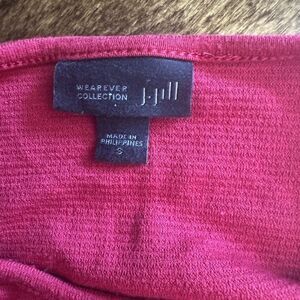 WEAREVER
COLLECTION
J.Jill
MADE IN
PHILIPPINES
S